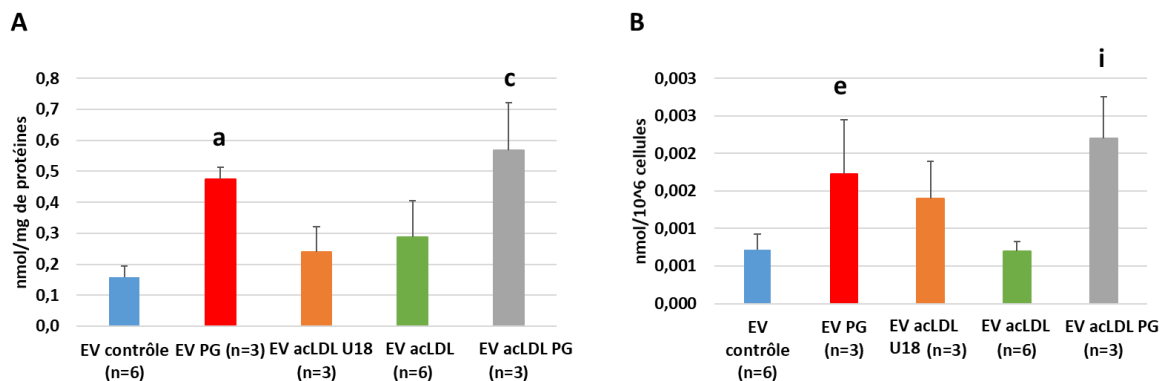 A
nmol/mg de protéines
0,8
0,7
0,6
0,5
0,4
0,3
0,2
0,1
0,0
a
c
EV contrôle
(n=6)
EV PG (n=3)
EV acLDL U18
(n=3)
EV acLDL
(n=6)
EV acLDL PG
(n=3)
B
nmol/10^6 cellules
0,003
0,003
0,002
0,002
0,001
0,001
0,000
e
i
EV
contrôle
(n=6)
EV PG
(n=3)
EV acLDL
U18 (n=3)
EV acLDL
(n=6)
EV acLDL PG
(n=3)